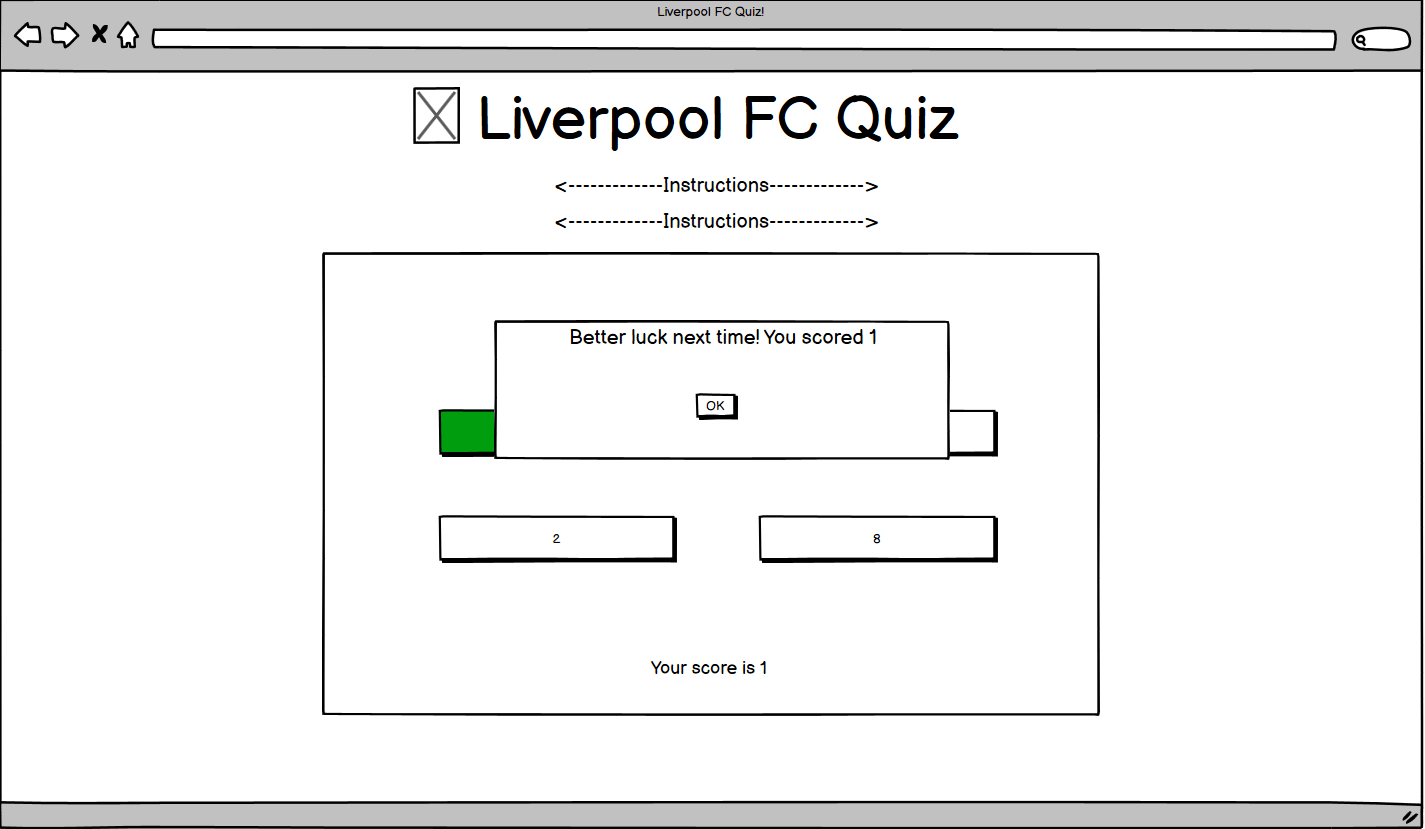 Liverpool FC Quiz!
Liverpool FC Quiz
<-------------Instructions------------->
<-------------Instructions------------->
Better luck next time! You scored 1
OK
2
8
Your score is 1